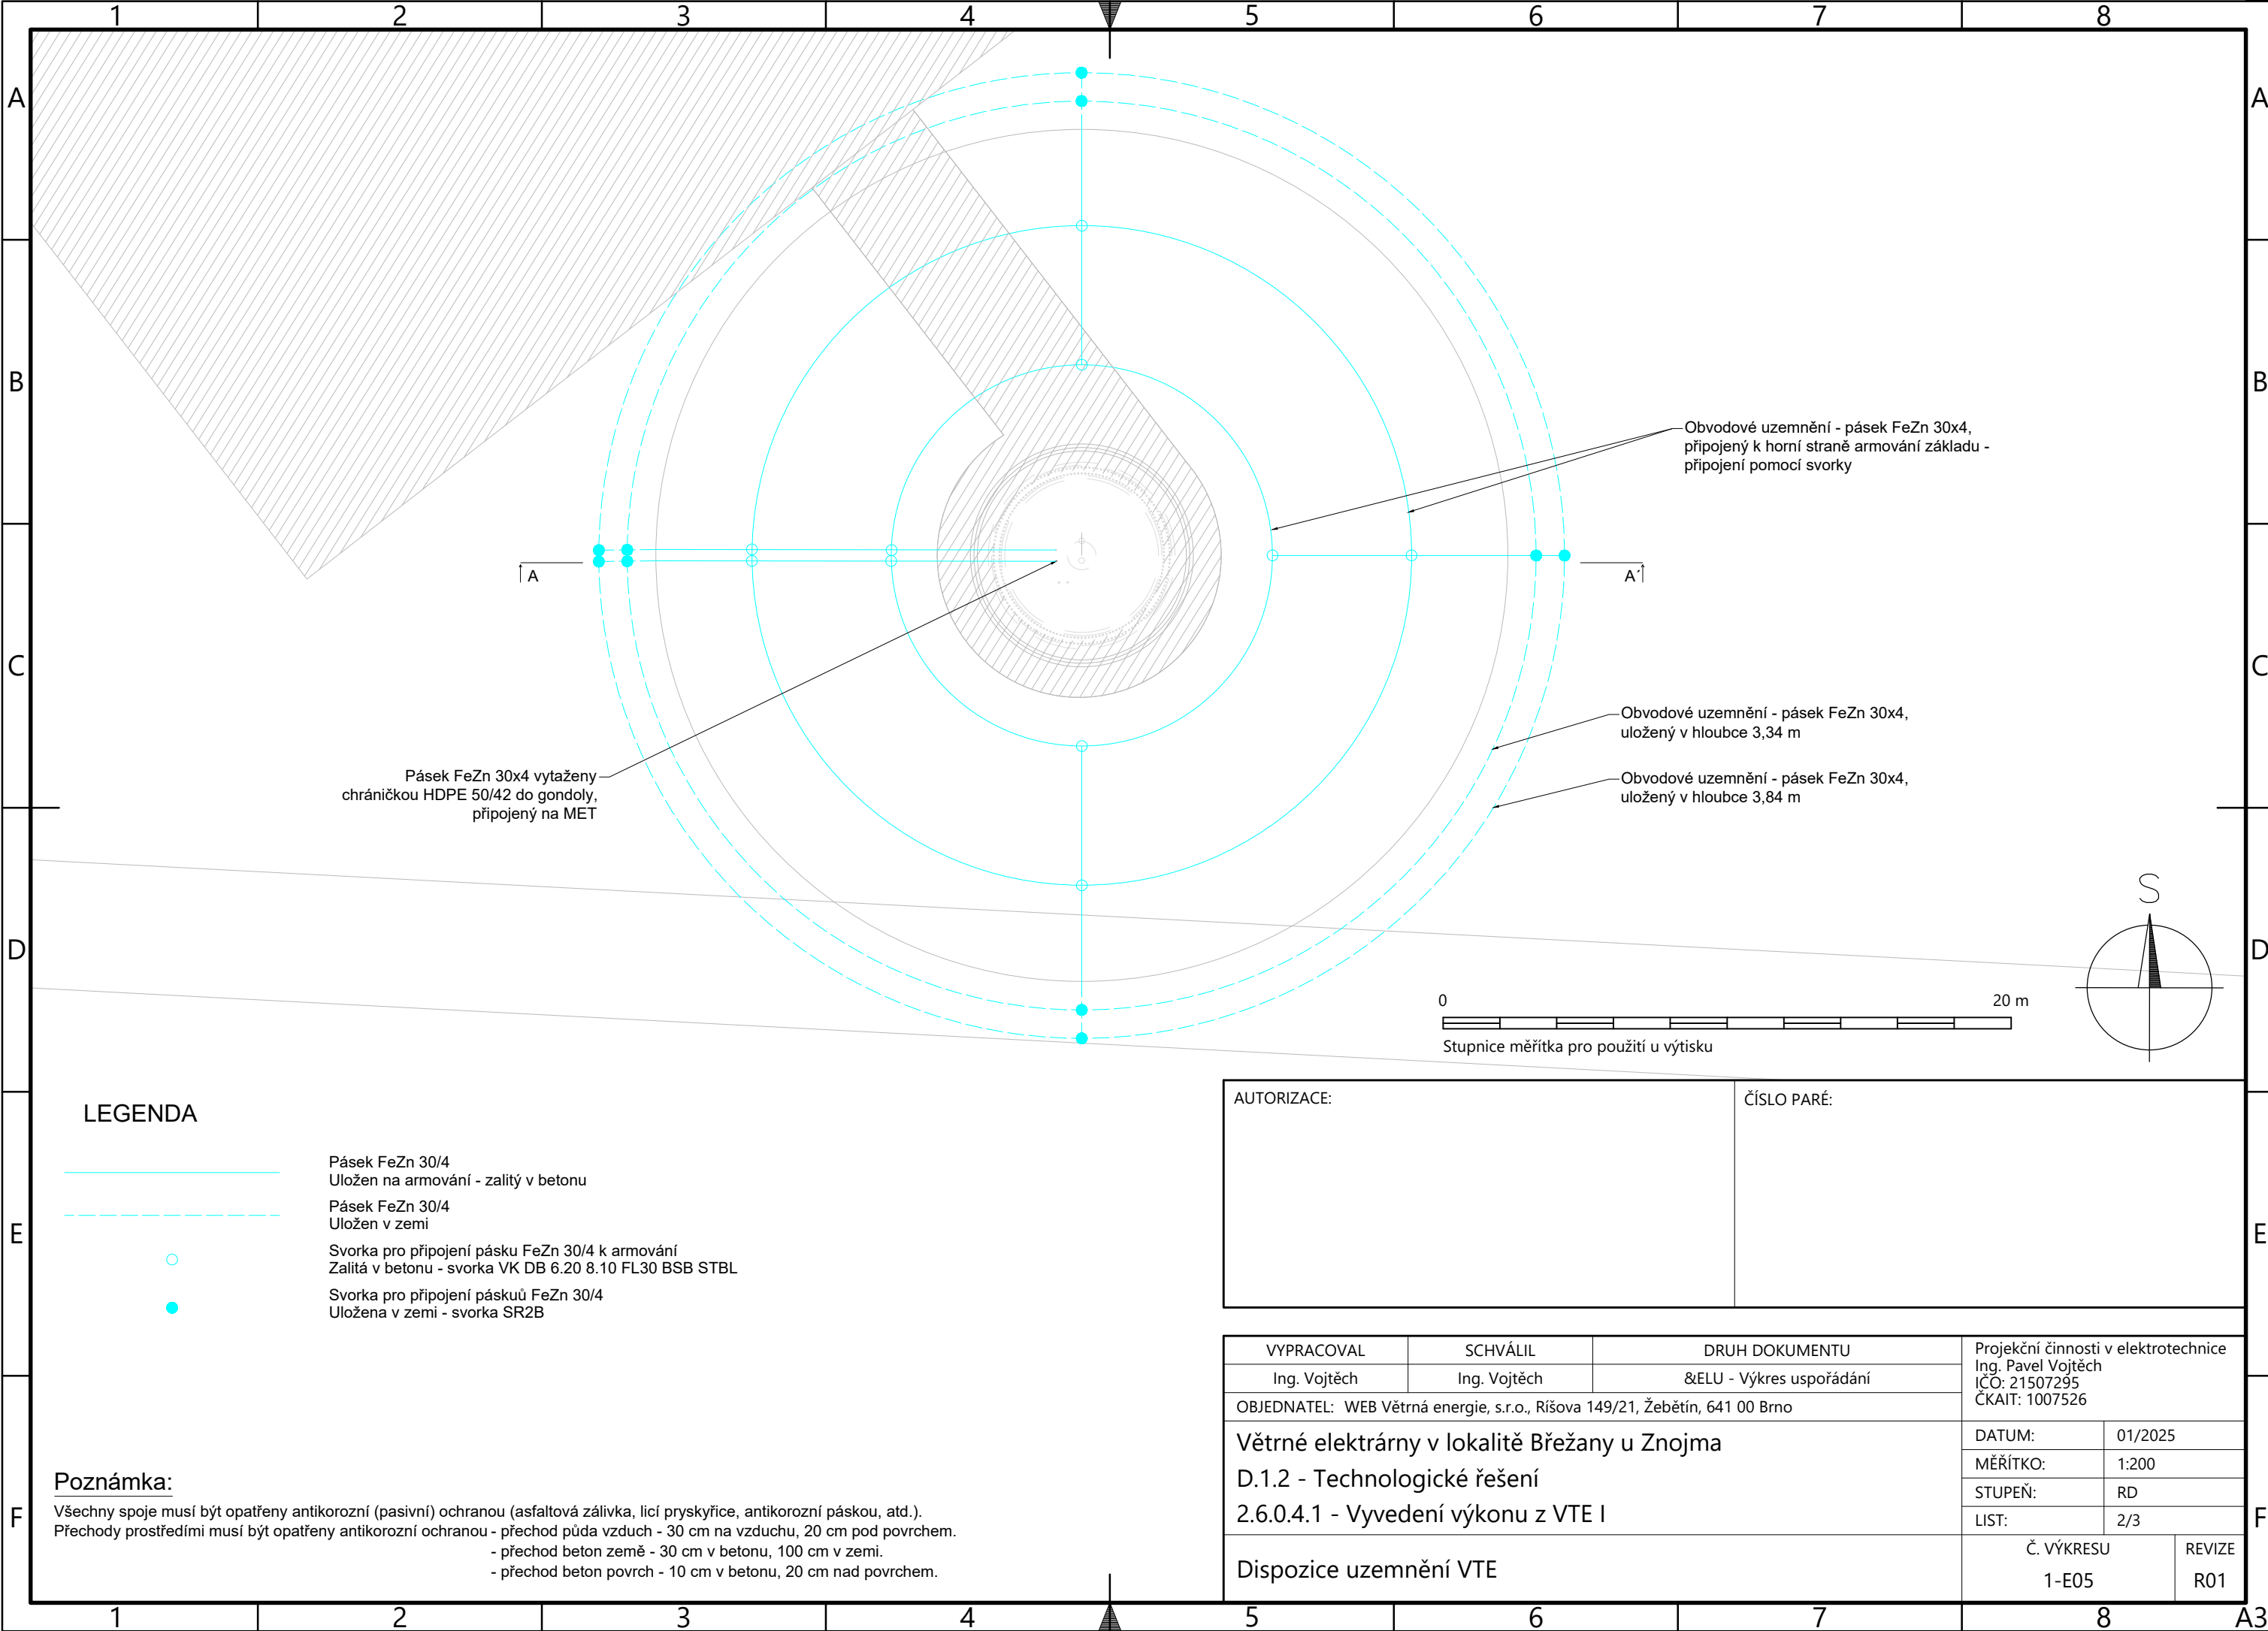 1 2 3 4 5 6 7 8
A A
B B
C C
D D
E E
F F
Obvodové uzemnění - pásek FeZn 30x4,
připojený k horní straně armování základu -
připojení pomocí svorky
A
A´
Obvodové uzemnění - pásek FeZn 30x4,
uložený v hloubce 3,34 m
Pásek FeZn 30x4 vytaženy
chráničkou HDPE 50/42 do gondoly,
připojený na MET
Obvodové uzemnění - pásek FeZn 30x4,
uložený v hloubce 3,84 m
S
0 20 m
Stupnice měřítka pro použití u výtisku
LEGENDA
Pásek FeZn 30/4
Uložen na armování - zalitý v betonu
Pásek FeZn 30/4
Uložen v zemi
Svorka pro připojení pásku FeZn 30/4 k armování
Zalitá v betonu - svorka VK DB 6.20 8.10 FL30 BSB STBL
Svorka pro připojení páskuů FeZn 30/4
Uložena v zemi - svorka SR2B
Poznámka:
Všechny spoje musí být opatřeny antikorozní (pasivní) ochranou (asfaltová zálivka, licí pryskyřice, antikorozní páskou, atd.).
Přechody prostředími musí být opatřeny antikorozní ochranou - přechod půda vzduch - 30 cm na vzduchu, 20 cm pod povrchem.
- přechod beton země - 30 cm v betonu, 100 cm v zemi.
- přechod beton povrch - 10 cm v betonu, 20 cm nad povrchem.
AUTORIZACE:
ČÍSLO PARÉ:
VYPRACOVAL SCHVÁLIL DRUH DOKUMENTU
Ing. Vojtěch Ing. Vojtěch &ELU - Výkres uspořádání
OBJEDNATEL: WEB Větrná energie, s.r.o., Ríšova 149/21, Žebětín, 641 00 Brno
Projekční činnosti v elektrotechnice
Ing. Pavel Vojtěch
IČO: 21507295
ČKAIT: 1007526
Větrné elektrárny v lokalitě Břežany u Znojma
D.1.2 - Technologické řešení
2.6.0.4.1 - Vyvedení výkonu z VTE I
DATUM: 01/2025
MĚŘÍTKO: 1:200
STUPEŇ: RD
LIST: 2/3
Dispozice uzemnění VTE
Č. VÝKRESU REVIZE
1-E05 R01
1 2 3 4 5 6 7 8 A3